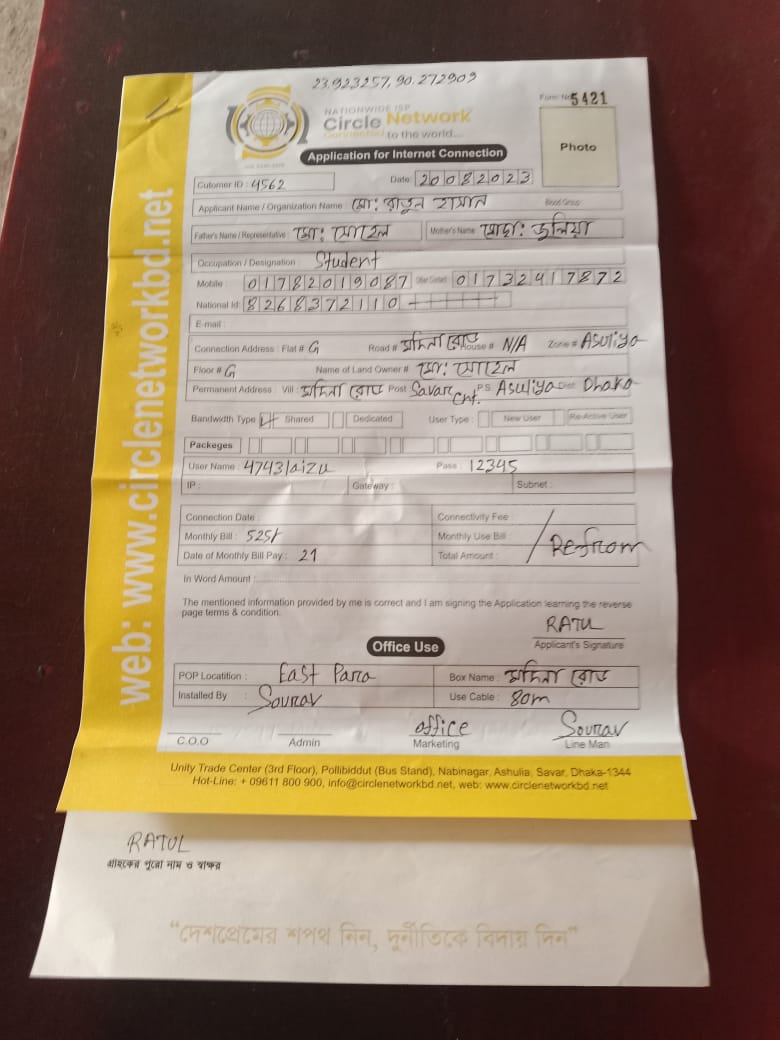 23.923257, 90.272909
NATIONWIDE ISP
Circle Network
Connected to the world...
Form No 5421
Application for Internet Connection
Photo
Cutomer ID : 4562
Date: 20082023
Applicant Name / Organization Name : মো: রাতুল হাসান Blood Group:
Father's Name / Representative : মো: সোহেল Mother's Name মোছা: জুলিয়া
Occupation / Designation : Student
Mobile : 01782019087 01732417872
National Id: 8268372110
E-mail :
Connection Address : Flat # G Road # মদিনা রোড House # N/A Zone # Asuliya
Floor # G Name of Land Owner # মো: সোহেল
Permanent Address : Vill : মদিনা রোড Post Savar Cnt. P.S Asuliya Dist Dhaka
Bandwidth Type Shared Dedicated User Type : New User Re-Active User
Packeges
User Name : 4743/aizu Pass : 12345
IP : Gateway : Subnet :
Connection Date : Connectivity Fee :
Monthly Bill : 525/- Monthly Use Bill :
Date of Monthly Bill Pay : 21 Total Amount : Refrom
In Word Amount :
The mentioned information provided by me is correct and I am signing the Application learning the reverse
page terms & condition.
RATU
Applicant's Signature
Office Use
POP Locatition : East Para Box Name : মদিনা রোড
Installed By : Sourav Use Cable : 80m
office Sourav
C.O.O Admin Marketing Line Man
Unity Trade Center (3rd Floor), Pollibiddut (Bus Stand), Nabinagar, Ashulia, Savar, Dhaka-1344
Hot-Line: + 09611 800 900, info@circlenetworkbd.net, web: www.circlenetworkbd.net
web: www.circlenetworkbd.net
RATUL
গ্রাহকের পুরো নাম ও স্বাক্ষর
“দেশপ্রেমের শপথ নিন, দুর্নীতিকে বিদায় দিন”